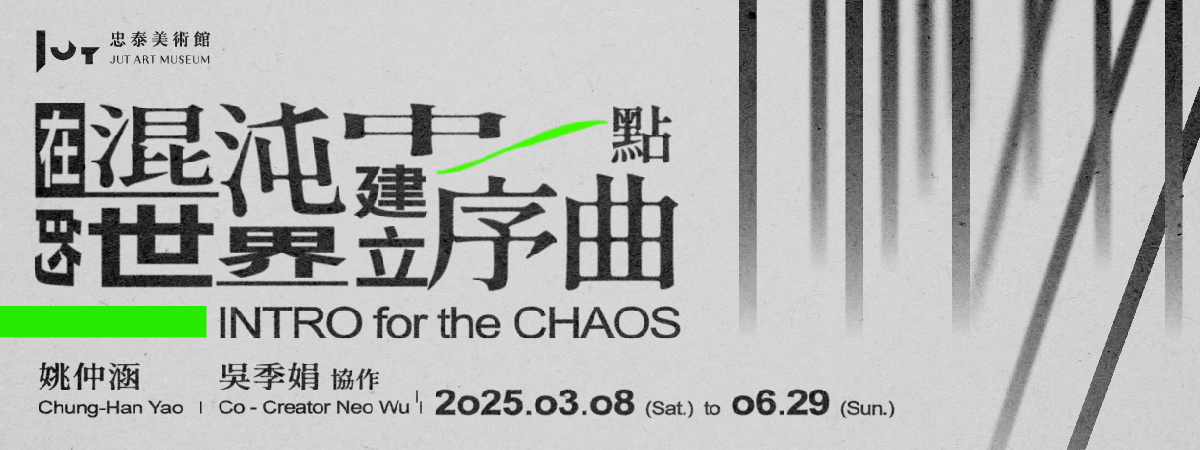 忠泰美術館
JUT ART MUSEUM
在混沌中一點
的世界建立序曲
INTRO for the CHAOS
姚仲涵 吳季娟 協作
Chung-Han Yao | Co - Creator Neo Wu | 2025.03.08 (Sat.) to 06.29 (Sun.)